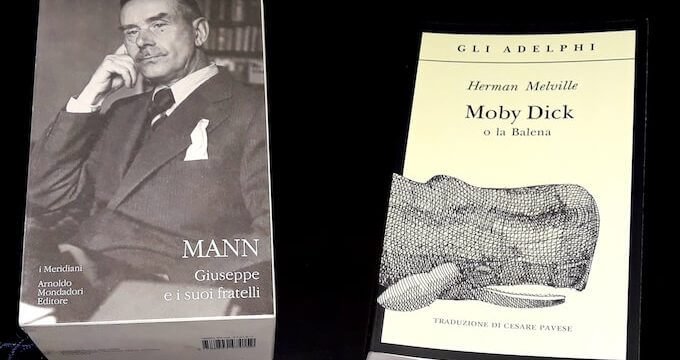 MANN
Giuseppe
e i suoi fratelli
i Meridiani
Arnoldo
Mondadori
Editore
GLI ADELPHI
Herman Melville
Moby Dick
o la Balena
TRADUZIONE DI CESARE PAVESE